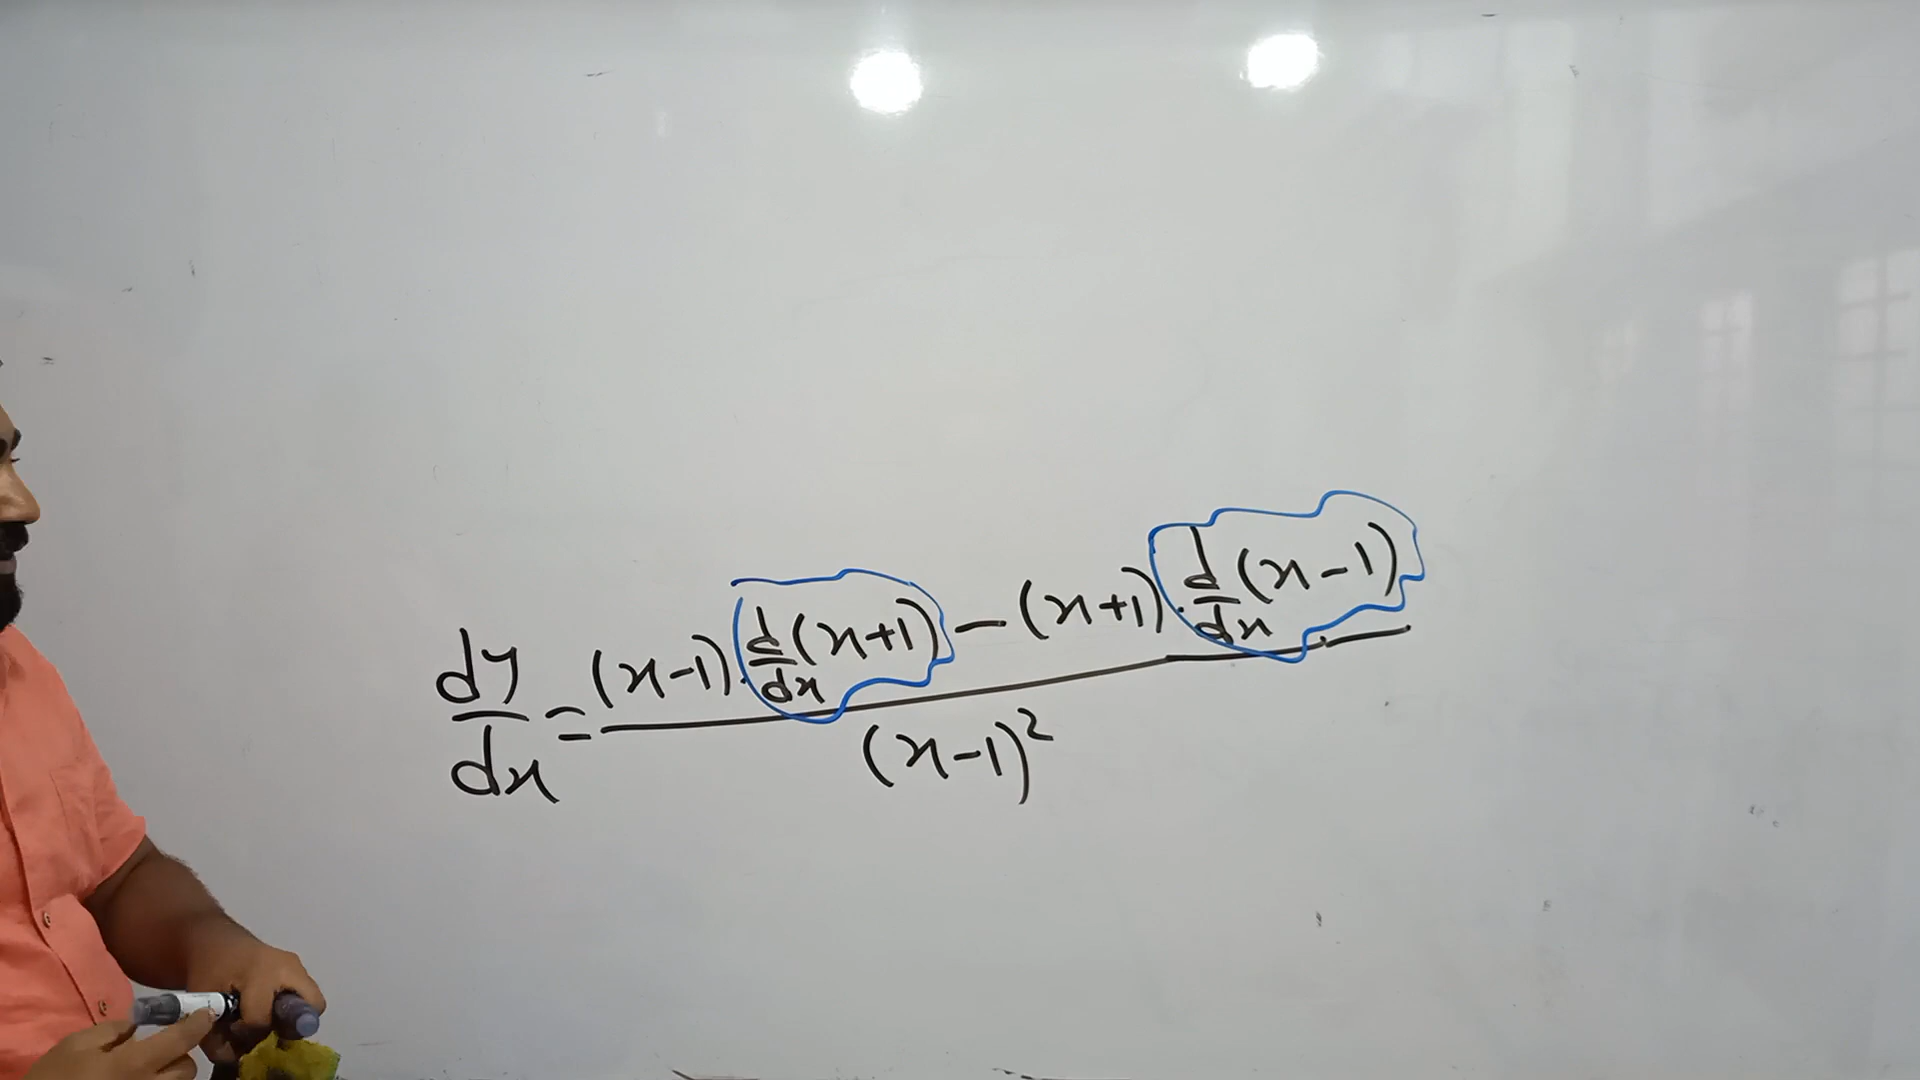 dy/dx = ((x-1).d/dx(x+1) - (x+1).d/dx(x-1))/(x-1)²